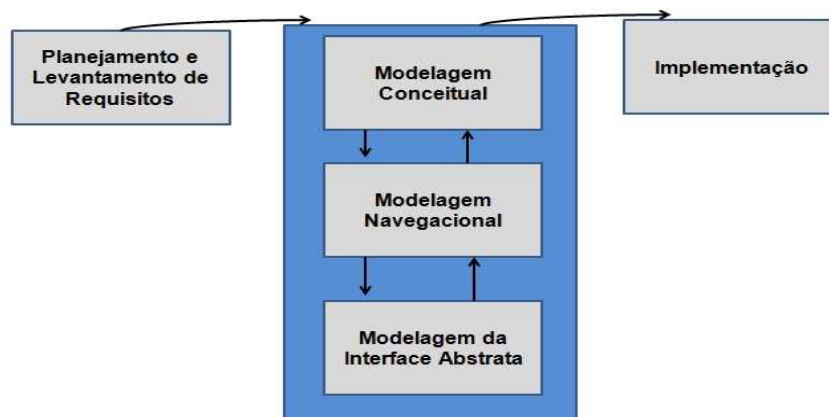 Planejamento e
Levantamento de
Requisitos
Modelagem
Conceitual
Modelagem
Navegacional
Modelagem da
Interface Abstrata
Implementação